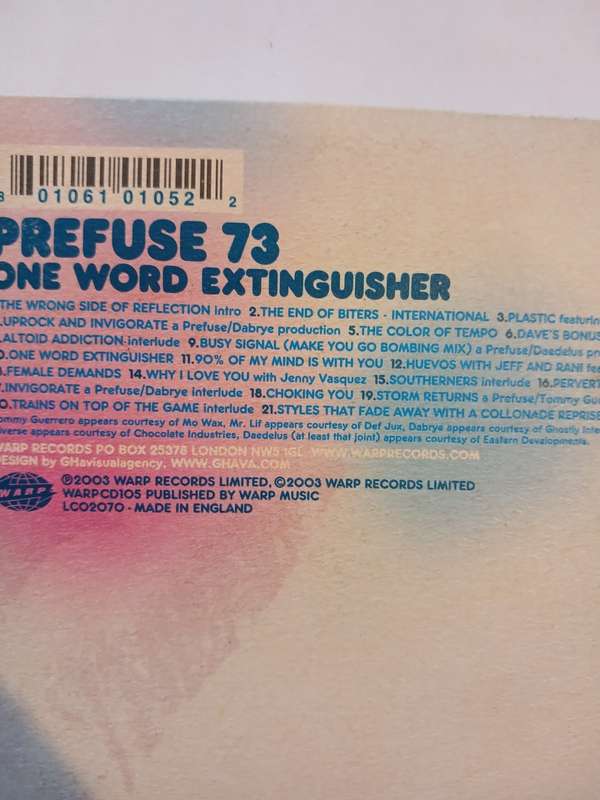 01061 01052 2
PREFUSE 73
ONE WORD EXTINGUISHER
THE WRONG SIDE OF REFLECTION intro 2.THE END OF BITERS - INTERNATIONAL 3.PLASTIC
UPROCK AND INVIGORATE a Prefuse/Dabrye production 5.THE COLOR OF TEMPO 6.DAVE'S BONUS
ALTOID ADDICTION interlude 9.BUSY SIGNAL (MAKE YOU GO BOMBING MIX) a Prefuse/Daedelus
ONE WORD EXTINGUISHER 11.90% OF MY MIND IS WITH YOU 12.HUEVOS WITH JEFF AND RANI
FEMALE DEMANDS 14.WHY I LOVE YOU with Jenny Vasquez 15.SOUTHERNERS interlude 16.
INVIGORATE a Prefuse/Dabrye interlude 18.CHOKING YOU 19.STORM RETURNS a Prefuse/Tommy
TRAINS ON TOP OF THE GAME interlude 21.STYLES THAT FADE AWAY WITH A COLLONADE REPRISE
Guerrero appears courtesy of Mo Wax, Mr. Lif appears courtesy of Def Jux, Dabrye appears courtesy of Ghostly
appears courtesy of Chocolate Industries, Daedelus (at least that joint) appears courtesy of Eastern Developments.
WARP RECORDS PO BOX 25378 LONDON NW5 1GL WWW.WARPRECORDS.COM
DESIGN by GHavisualagency, WWW.GHAVA.COM
WARP
℗2003 WARP RECORDS LIMITED, ©2003 WARP RECORDS LIMITED
WARPCD105 PUBLISHED BY WARP MUSIC
LC02070 - MADE IN ENGLAND